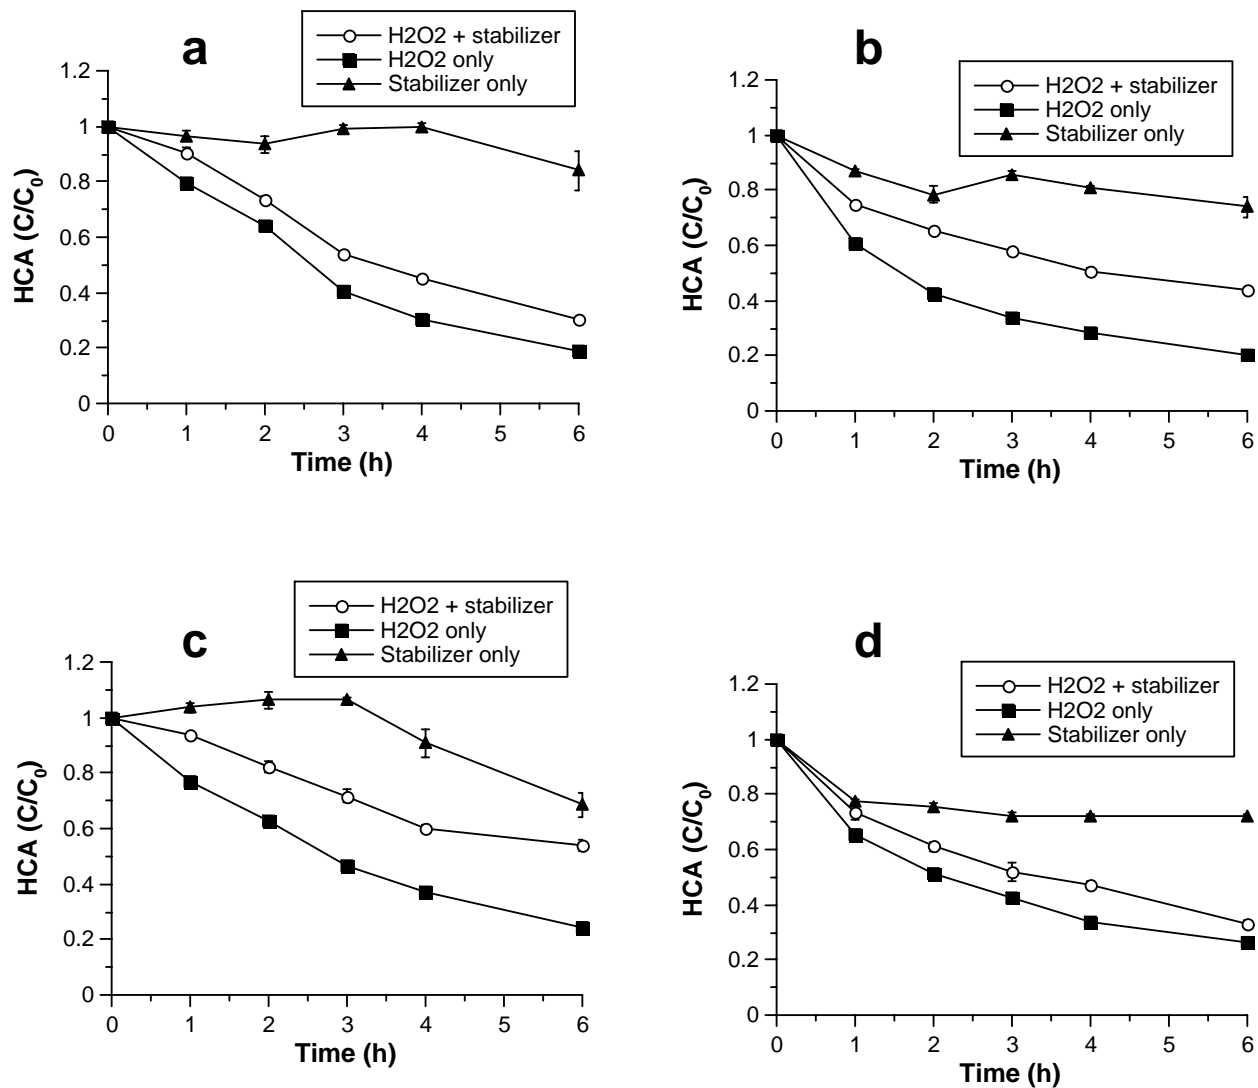 a
H2O2 + stabilizer
H2O2 only
Stabilizer only
1.2
1
0.8
0.6
0.4
0.2
0
HCA (C/C0)
0 1 2 3 4 5 6
Time (h)
b
H2O2 + stabilizer
H2O2 only
Stabilizer only
1.2
1
0.8
0.6
0.4
0.2
0
HCA (C/C0)
0 1 2 3 4 5 6
Time (h)
c
H2O2 + stabilizer
H2O2 only
Stabilizer only
1.2
1
0.8
0.6
0.4
0.2
0
HCA (C/C0)
0 1 2 3 4 5 6
Time (h)
d
H2O2 + stabilizer
H2O2 only
Stabilizer only
1.2
1
0.8
0.6
0.4
0.2
0
HCA (C/C0)
0 1 2 3 4 5 6
Time (h)